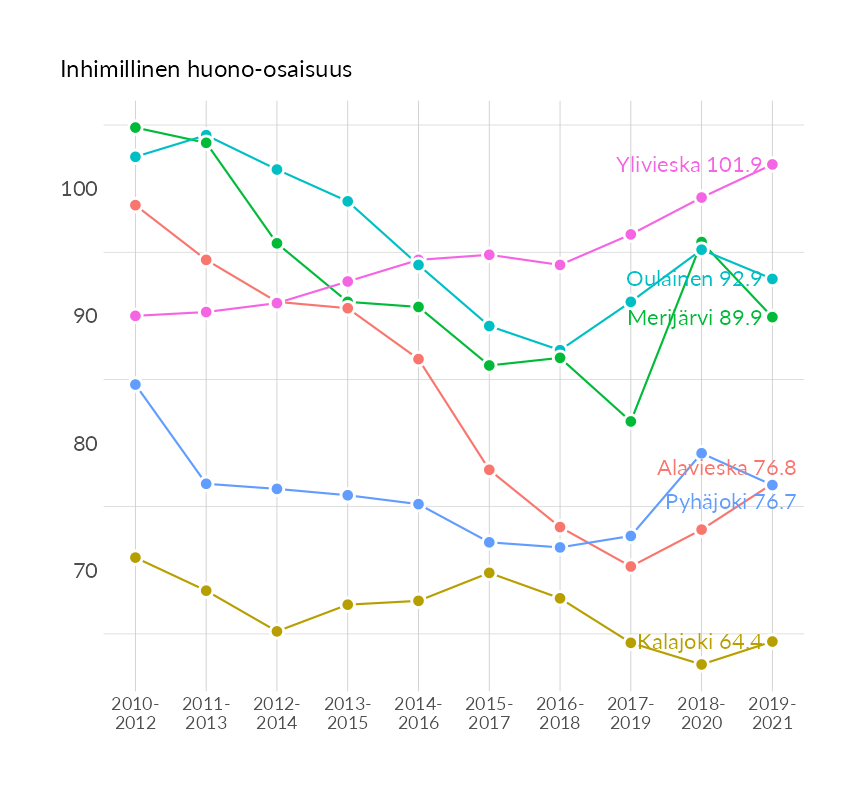 Inhimillinen huono-osaisuus
Ylivieska 101.9
100
Oulainen 92.9
90
Merijärvi 89.9
80
Alavieska 76.8
Pyhäjoki 76.7
70
Kalajoki 64.4
2010- 2011- 2012- 2013- 2014- 2015- 2016- 2017- 2018- 2019-
2012 2013 2014 2015 2016 2017 2018 2019 2020 2021